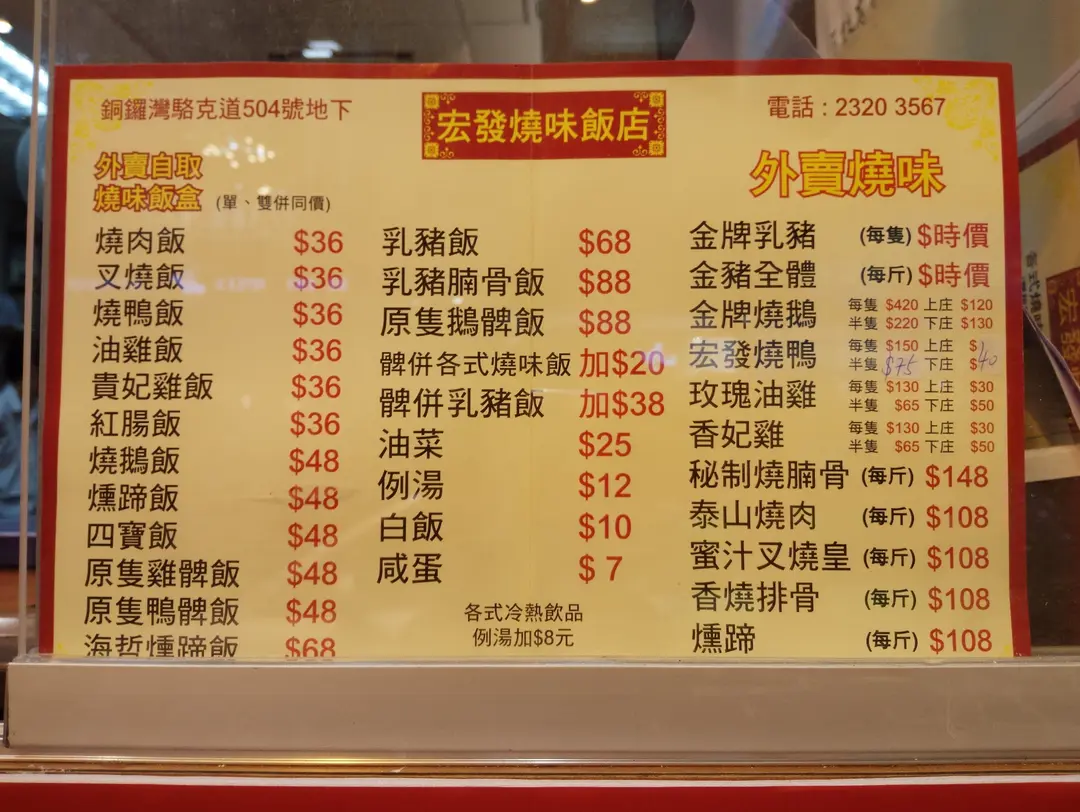 銅鑼灣駱克道504號地下
宏發燒味飯店
電話:2320 3567
外賣自取
燒味飯盒 (單、雙併同價)
燒肉飯 $36
叉燒飯 $36
燒鴨飯 $36
油雞飯 $36
貴妃雞飯 $36
紅腸飯 $36
燒鵝飯 $48
燻蹄飯 $48
四寶飯 $48
原隻雞髀飯 $48
原隻鴨髀飯 $48
海哲燻蹄飯 $68
乳豬飯 $68
乳豬腩骨飯 $88
原隻鵝髀飯 $88
髀併各式燒味飯 加$20
髀併乳豬飯 加$38
油菜 $25
例湯 $12
白飯 $10
咸蛋 $ 7
各式冷熱飲品
例湯加$8元
外賣燒味
金牌乳豬 (每隻) $時價
金豬全體 (每斤) $時價
金牌燒鵝 每隻 $420 上庄 $120
半隻 $220 下庄 $130
宏發燒鴨 每隻 $150 上庄 $
半隻 $75 下庄 $40
玫瑰油雞 每隻 $130 上庄 $30
半隻 $65 下庄 $50
香妃雞 每隻 $130 上庄 $30
半隻 $65 下庄 $50
秘制燒腩骨 (每斤) $148
泰山燒肉 (每斤) $108
蜜汁叉燒皇 (每斤) $108
香燒排骨 (每斤) $108
燻蹄 (每斤) $108